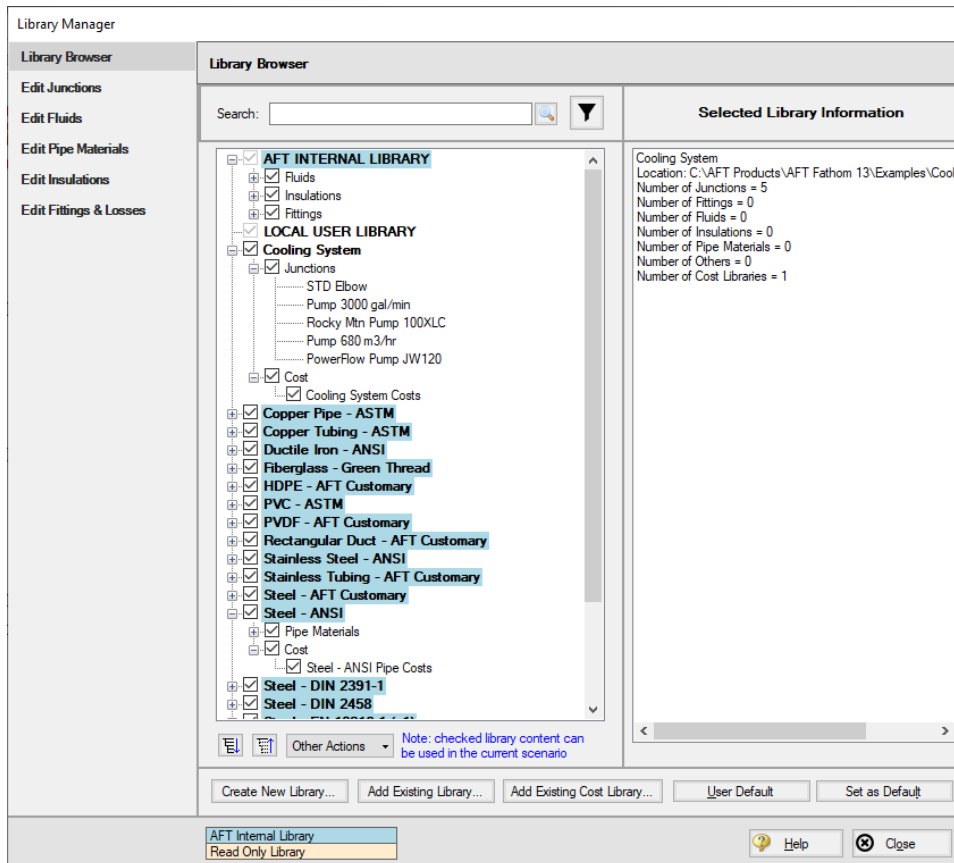 Library Manager
Library Browser
Edit Junctions
Edit Fluids
Edit Pipe Materials
Edit Insulations
Edit Fittings & Losses
Library Browser
Search:
AFT INTERNAL LIBRARY
Fluids
Insulations
Fittings
LOCAL USER LIBRARY
Cooling System
Junctions
STD Elbow
Pump 3000 gal/min
Rocky Mtn Pump 100XLC
Pump 680 m3/hr
PowerFlow Pump JW120
Cost
Cooling System Costs
Copper Pipe - ASTM
Copper Tubing - ASTM
Ductile Iron - ANSI
Fiberglass - Green Thread
HDPE - AFT Customary
PVC - ASTM
PVDF - AFT Customary
Rectangular Duct - AFT Customary
Stainless Steel - ANSI
Stainless Tubing - AFT Customary
Steel - AFT Customary
Steel - ANSI
Pipe Materials
Cost
Steel - ANSI Pipe Costs
Steel - DIN 2391-1
Steel - DIN 2458
Other Actions
Note: checked library content can
be used in the current scenario
Selected Library Information
Cooling System
Location: C:\AFT Products\AFT Fathom 13\Examples\Cool
Number of Junctions = 5
Number of Fittings = 0
Number of Fluids = 0
Number of Insulations = 0
Number of Pipe Materials = 0
Number of Others = 0
Number of Cost Libraries = 1
Create New Library... Add Existing Library... Add Existing Cost Library... User Default Set as Default
AFT Internal Library
Read Only Library
Help Close